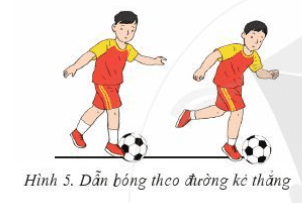 Hình 5. Dẫn bóng theo đường kẻ thẳng